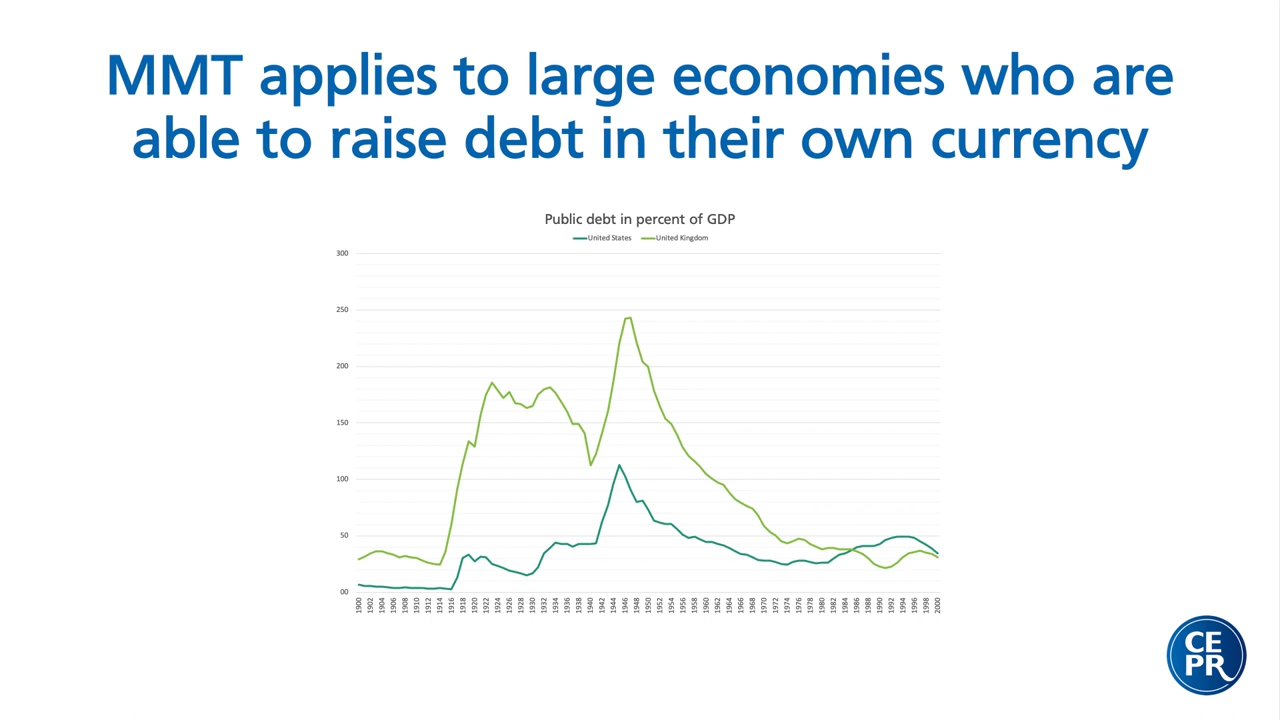 MMT applies to large economies who are
able to raise debt in their own currency
Public debt in percent of GDP
United States United Kingdom
300
250
200
150
100
50
00
1900 1902 1904 1906 1908 1910 1912 1914 1916 1918 1920 1922 1924 1926 1928 1930 1932 1934 1936 1938 1940 1942 1944 1946 1948 1950 1952 1954 1956 1958 1960 1962 1964 1966 1968 1970 1972 1974 1976 1978 1980 1982 1984 1986 1988 1990 1992 1994 1996 1998 2000
CE
PR